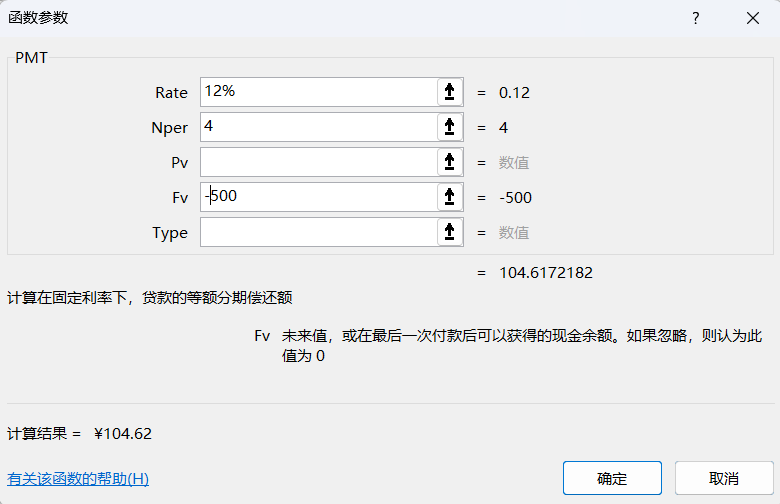 函数参数 ?
PMT
Rate 12% = 0.12
Nper 4 = 4
Pv = 数值
Fv -500 = -500
Type = 数值
= 104.6172182
计算在固定利率下，贷款的等额分期偿还额
Fv 未来值，或在最后一次付款后可以获得的现金余额。如果忽略，则认为此
值为 0
计算结果 = ¥104.62
有关该函数的帮助(H) 确定 取消